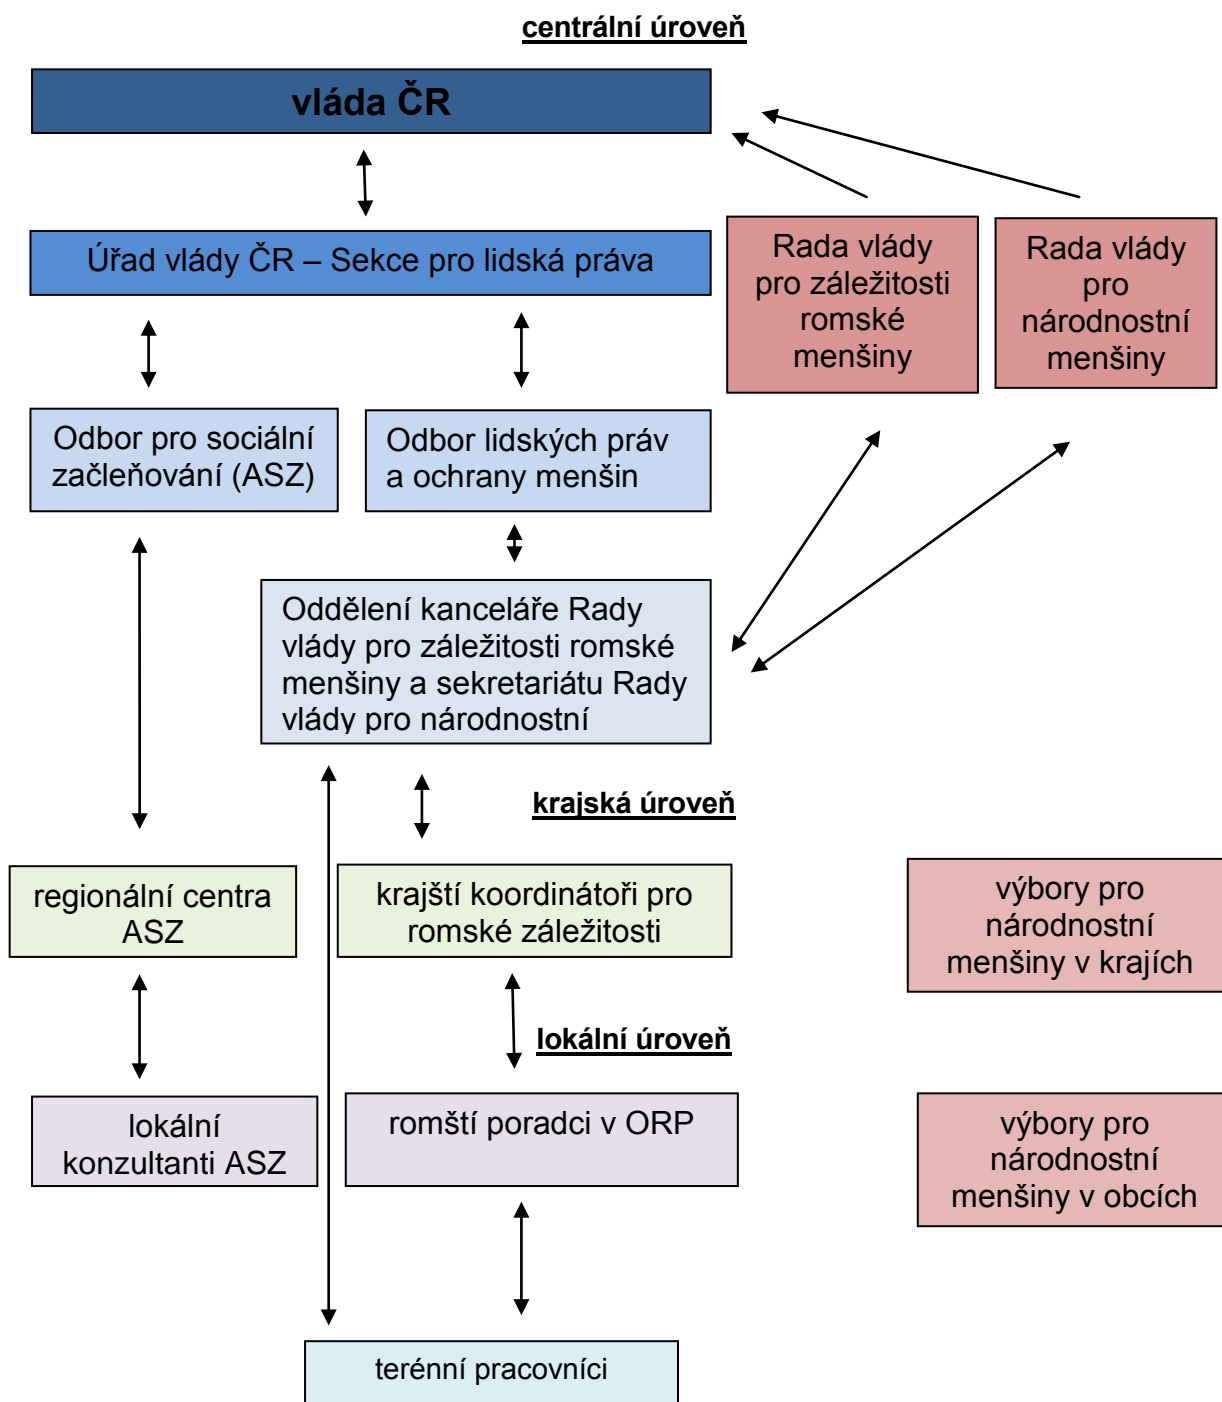 centrální úroveň
vláda ČR
Úřad vlády ČR – Sekce pro lidská práva
Rada vlády
pro záležitosti
romské
menšiny
Rada vlády
pro
národnostní
menšiny
Odbor pro sociální
začleňování (ASZ)
Odbor lidských práv
a ochrany menšin
Oddělení kanceláře Rady
vlády pro záležitosti romské
menšiny a sekretariátu Rady
vlády pro národnostní
krajská úroveň
regionální centra
ASZ
krajští koordinátoři pro
romské záležitosti
výbory pro
národnostní
menšiny v krajích
lokální úroveň
lokální
konzultanti ASZ
romští poradci v ORP
výbory pro
národnostní
menšiny v obcích
terénní pracovníci